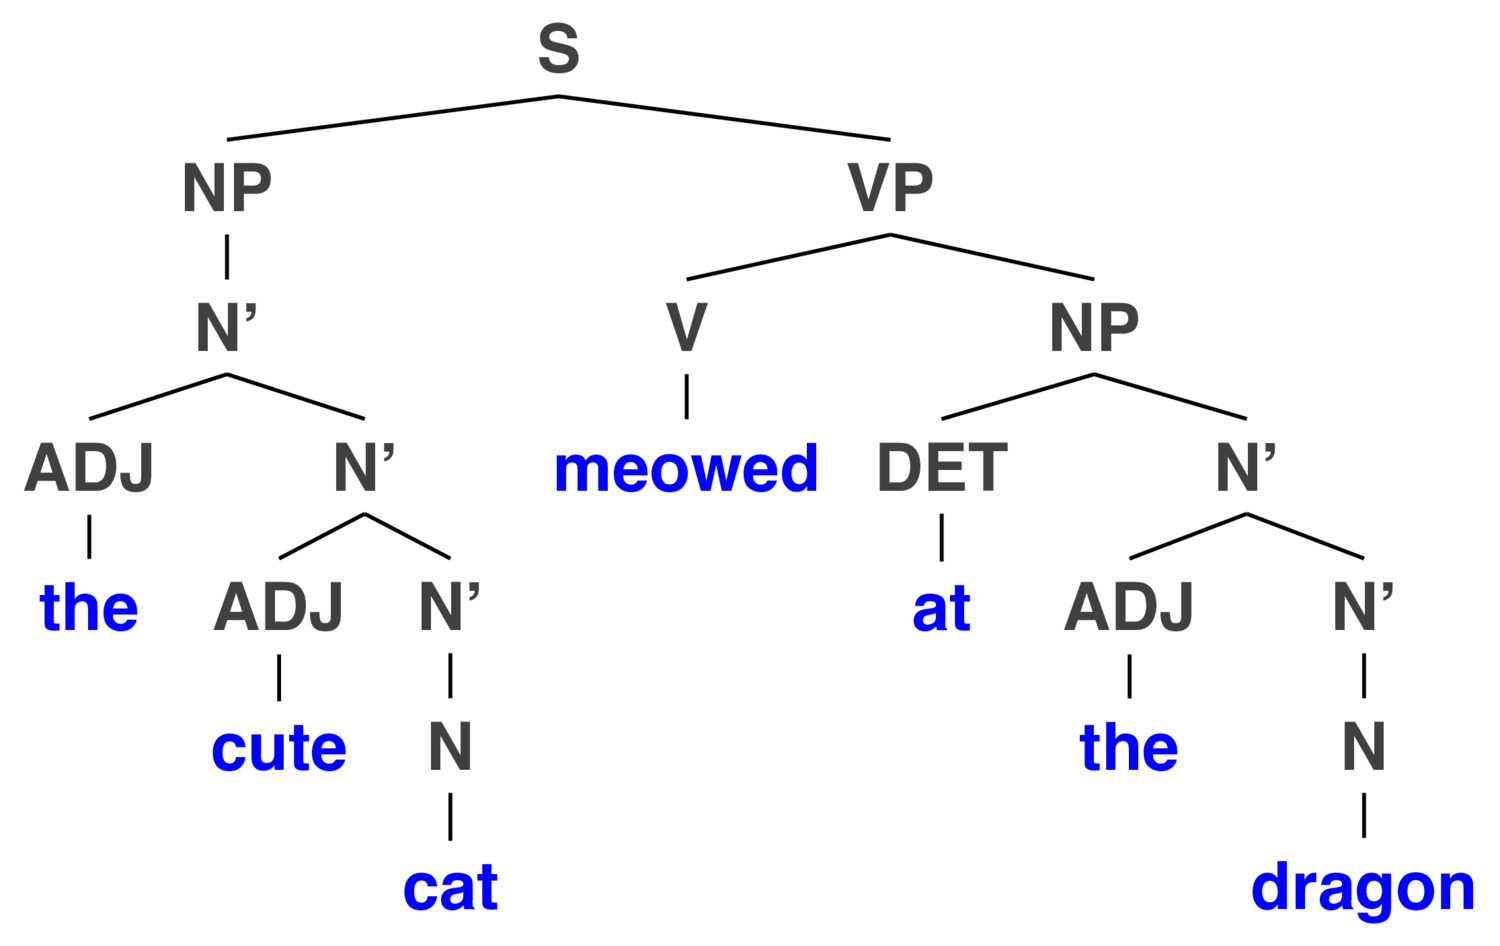 S
NP VP
N’ V NP
ADJ N’ meowed DET N’
the ADJ N’ at ADJ N’
cute N the N
cat dragon